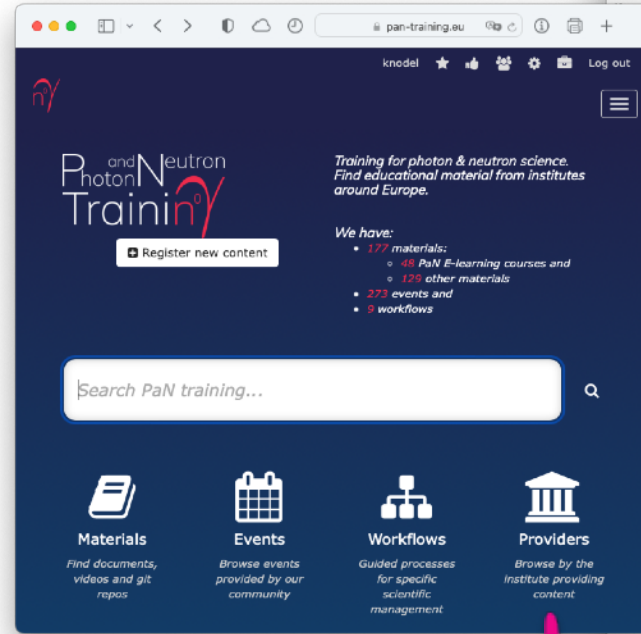 pan-training.eu
knodel Log out
n⁰γ
Photon and Neutron
Trainin⁰γ
Register new content
Training for photon & neutron science.
Find educational material from institutes
around Europe.
We have:
177 materials:
48 PaN E-learning courses and
129 other materials
273 events and
9 workflows
Search PaN training...
Materials
Find documents,
videos and git
repos
Events
Browse events
provided by our
community
Workflows
Guided processes
for specific
scientific
management
Providers
Browse by the
institute providing
content